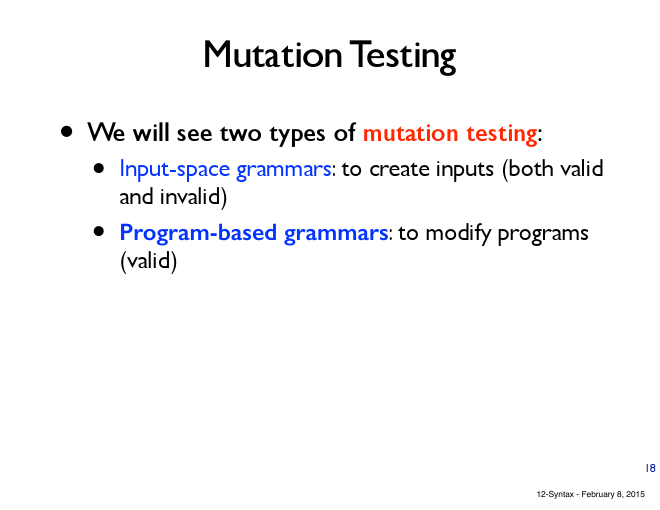 Mutation Testing
• We will see two types of mutation testing:
• Input-space grammars: to create inputs (both valid
and invalid)
• Program-based grammars: to modify programs
(valid)
18
12-Syntax - February 8, 2015